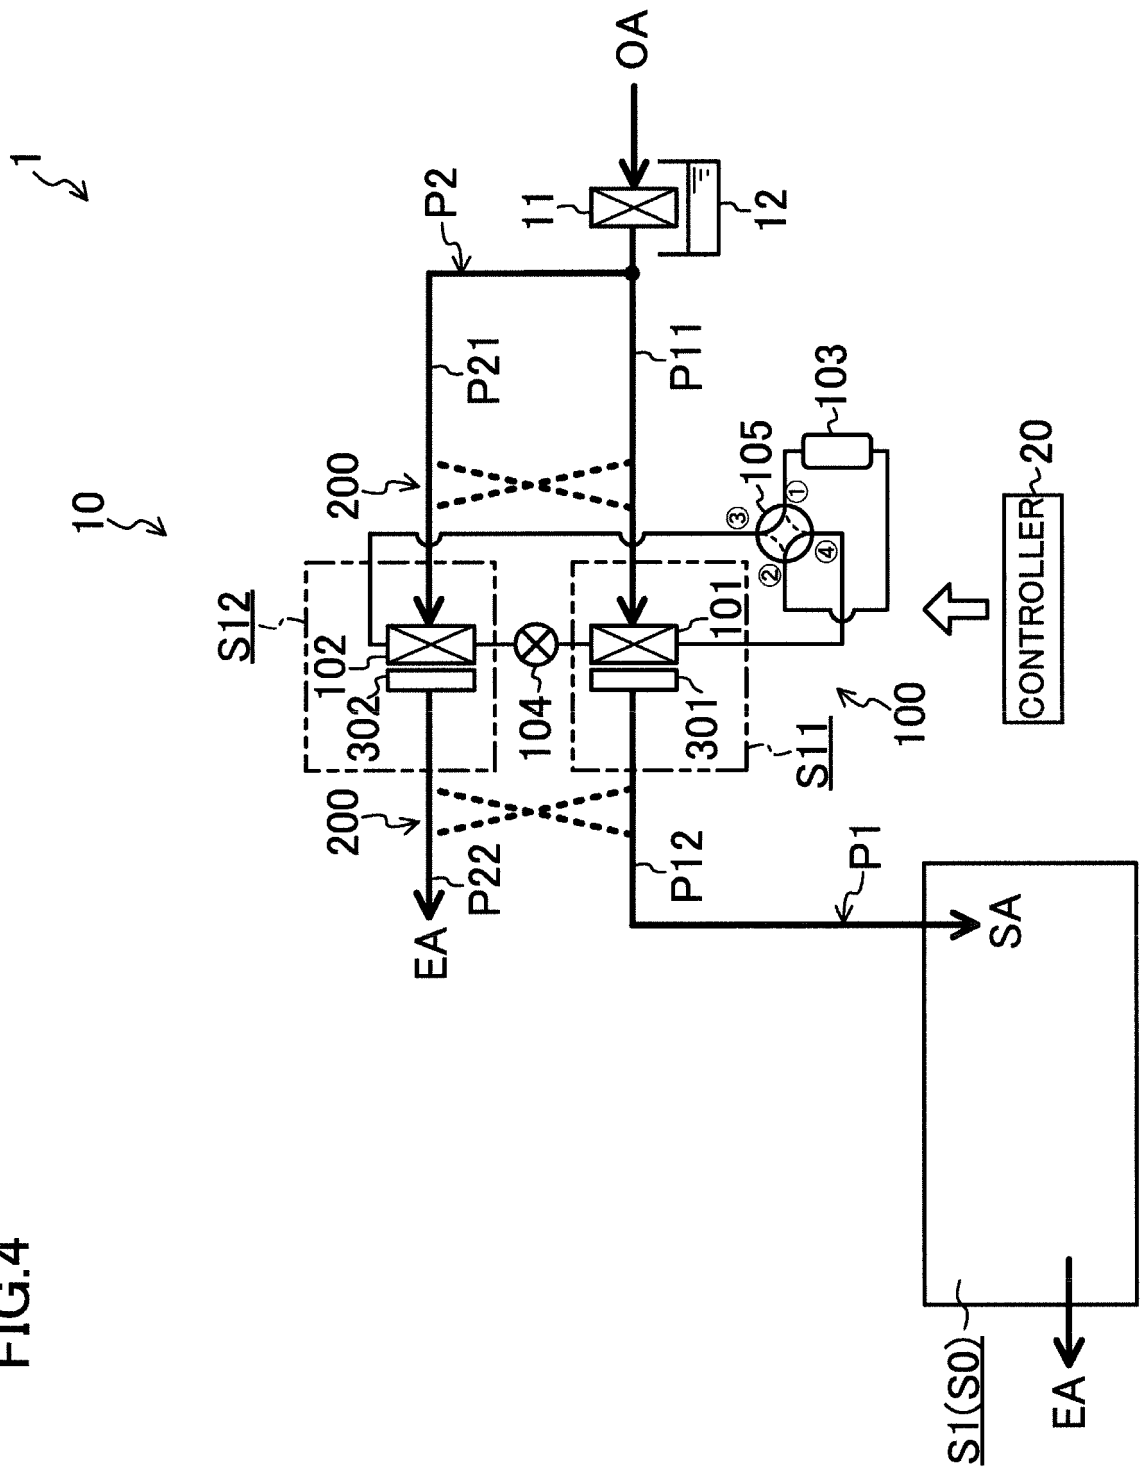 FIG.4
1
10
S12
102
302
200
200
P2
P21
P22
EA
OA
11
12
P11
P12
104
101
301
S11
105
103
①
②
③
④
100
CONTROLLER
20
P1
SA
S1(S0)
EA